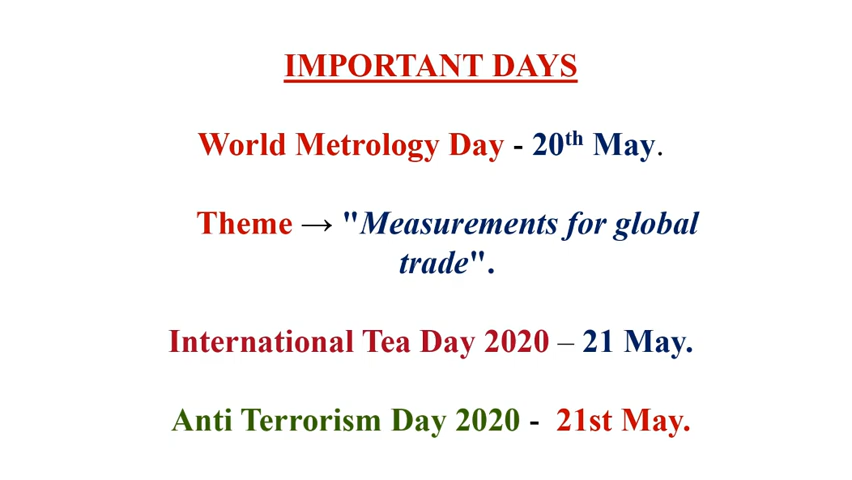 IMPORTANT DAYS
World Metrology Day - 20th May.
Theme → "Measurements for global
trade".
International Tea Day 2020 – 21 May.
Anti Terrorism Day 2020 - 21st May.